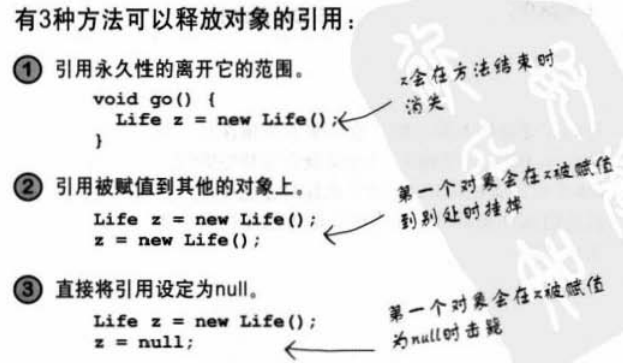 有3种方法可以释放对象的引用：
① 引用永久性的离开它的范围。
void go() {
Life z = new Life();
}
z会在方法结束时
消失
② 引用被赋值到其他的对象上。
Life z = new Life();
z = new Life();
第一个对象会在z被赋值
到别处时挂掉
③ 直接将引用设定为null。
Life z = new Life();
z = null;
第一个对象会在z被赋值
为null时击毙